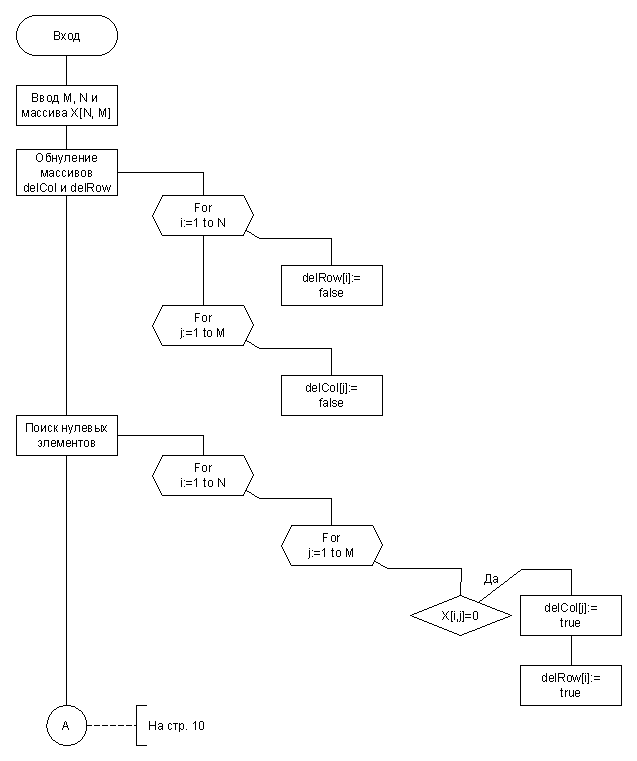 Вход
Ввод M, N и
массива X[N, M]
Обнуление
массивов
delCol и delRow
For
i:=1 to N
delRow[i]:=
false
For
j:=1 to M
delCol[j]:=
false
Поиск нулевых
элементов
For
i:=1 to N
For
j:=1 to M
X[i,j]=0
Да
delCol[j]:=
true
delRow[i]:=
true
А
На стр. 10